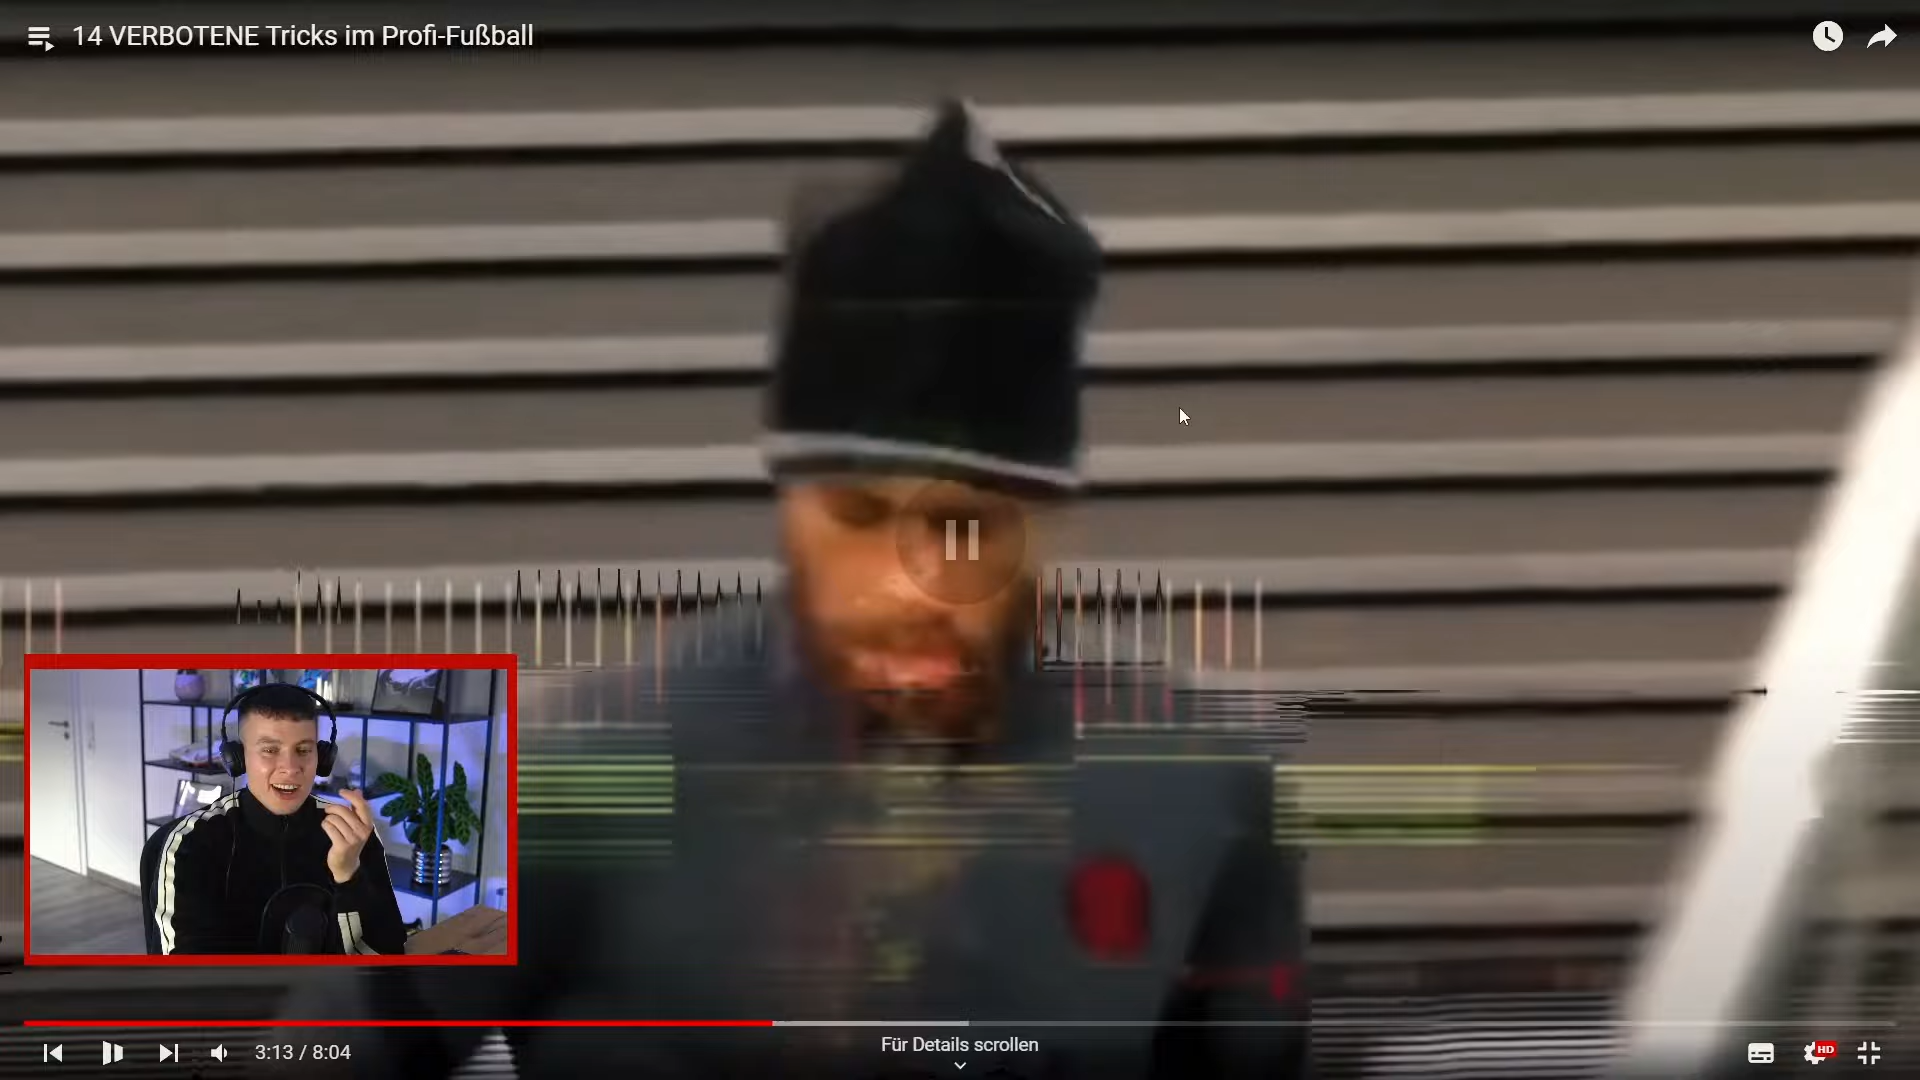 14 VERBOTENE Tricks im Profi-Fußball
3:13 / 8:04
Für Details scrollen
HD